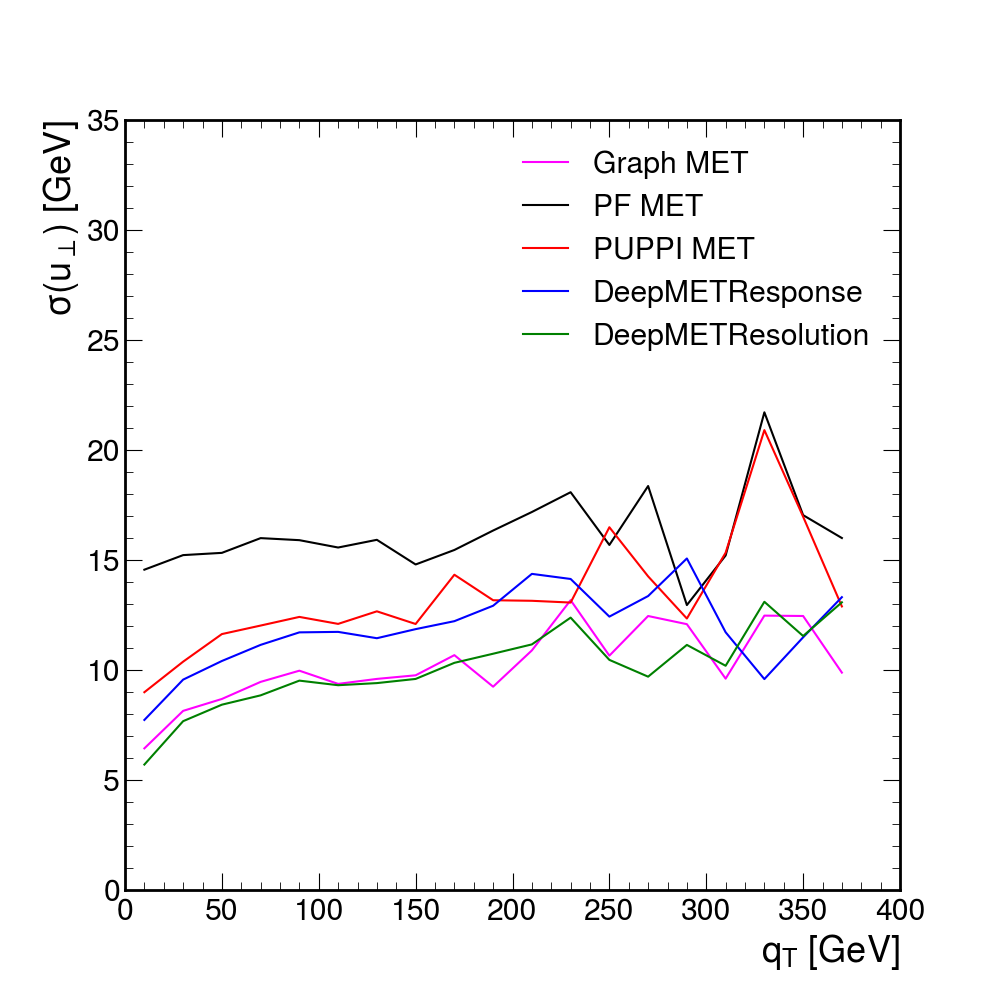 σ(u⊥) [GeV]
35
30
25
20
15
10
5
0
Graph MET
PF MET
PUPPI MET
DeepMETResponse
DeepMETResolution
0 50 100 150 200 250 300 350 400
qT [GeV]